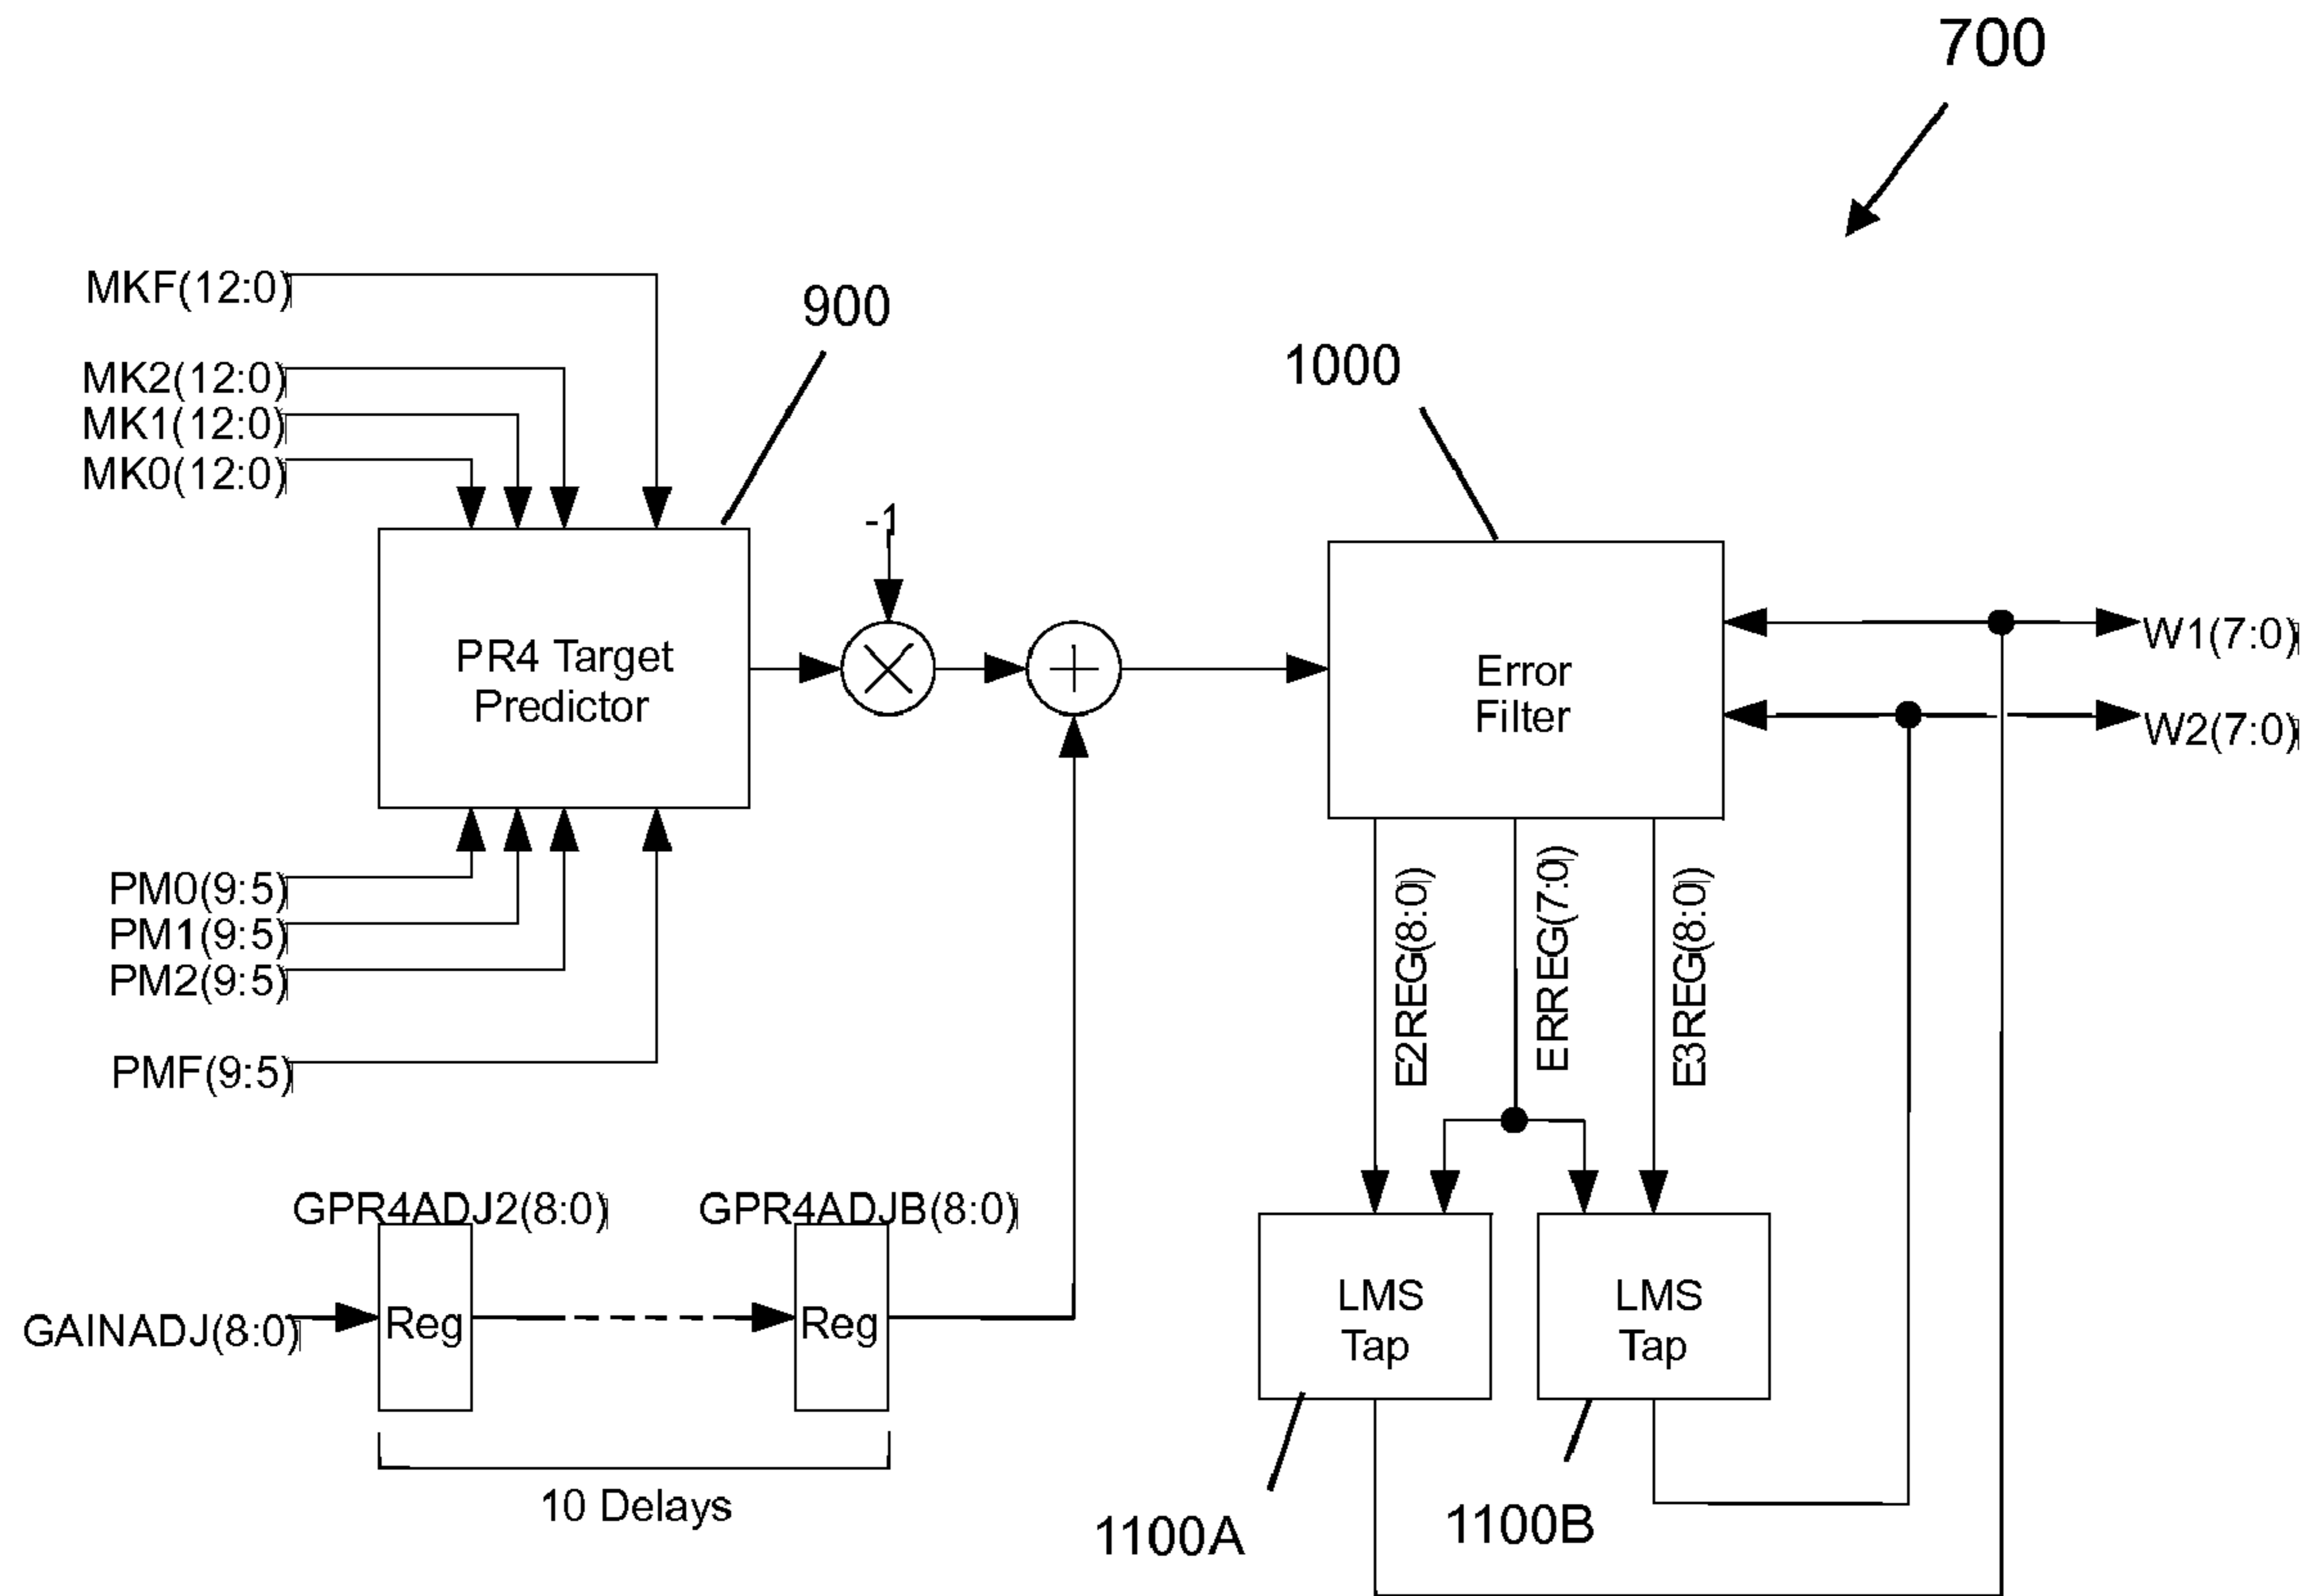 700
MKF(12:0)
900
MK2(12:0)
MK1(12:0)
MK0(12:0)
1000
-1
PR4 Target
Predictor
Error
Filter
W1(7:0)
W2(7:0)
PM0(9:5)
PM1(9:5)
PM2(9:5)
PMF(9:5)
E2REG(8:0)
ERREG(7:0)
E3REG(8:0)
GPR4ADJ2(8:0)
GPR4ADJB(8:0)
GAINADJ(8:0)
Reg
Reg
LMS
Tap
LMS
Tap
10 Delays
1100A
1100B